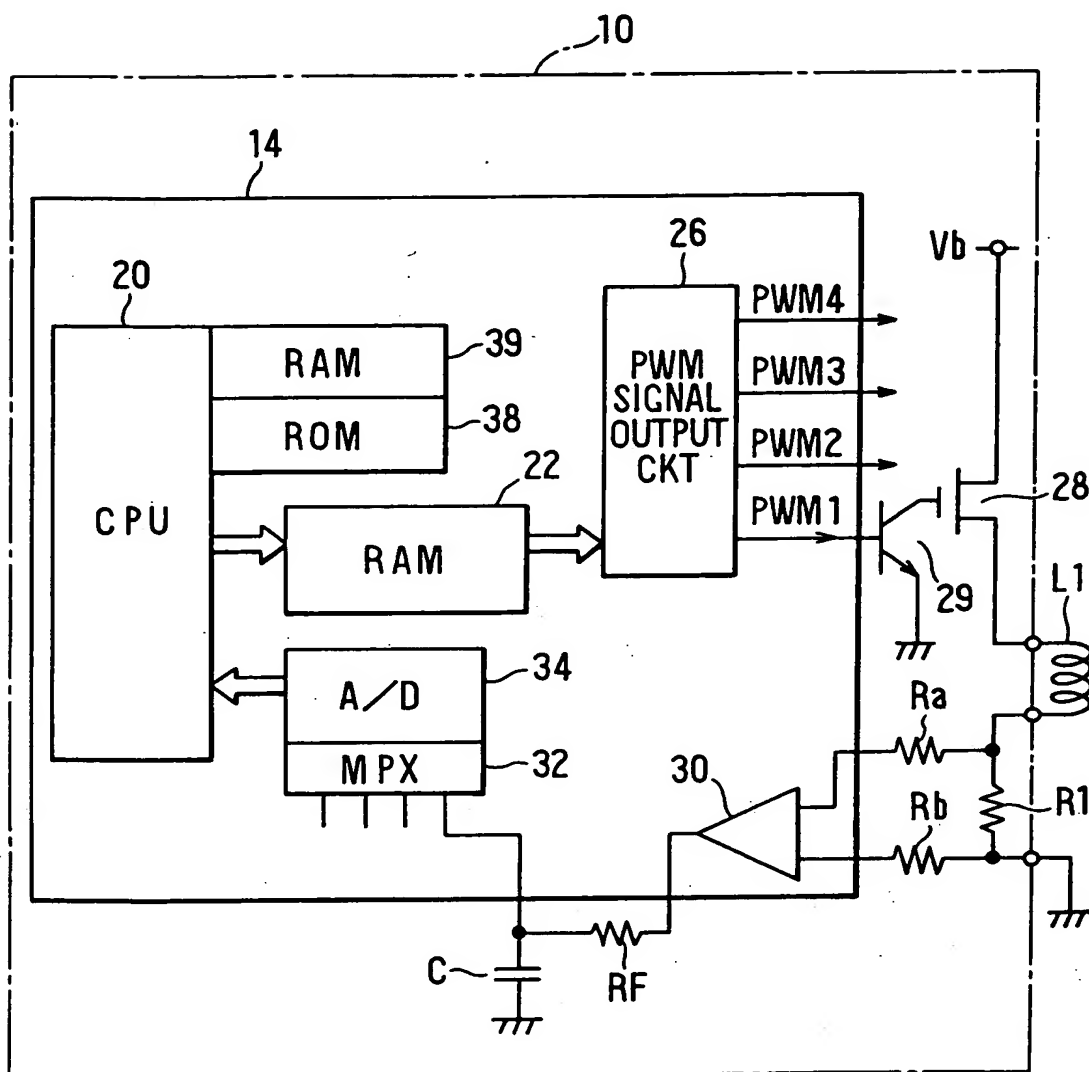 10
14
26
Vb
20
PWM4
RAM
39
PWM
SIGNAL
OUTPUT
CKT
PWM3
ROM
38
PWM2
22
28
CPU
PWM1
RAM
29
L1
34
A/D
Ra
MPX
32
30
R1
Rb
C
RF